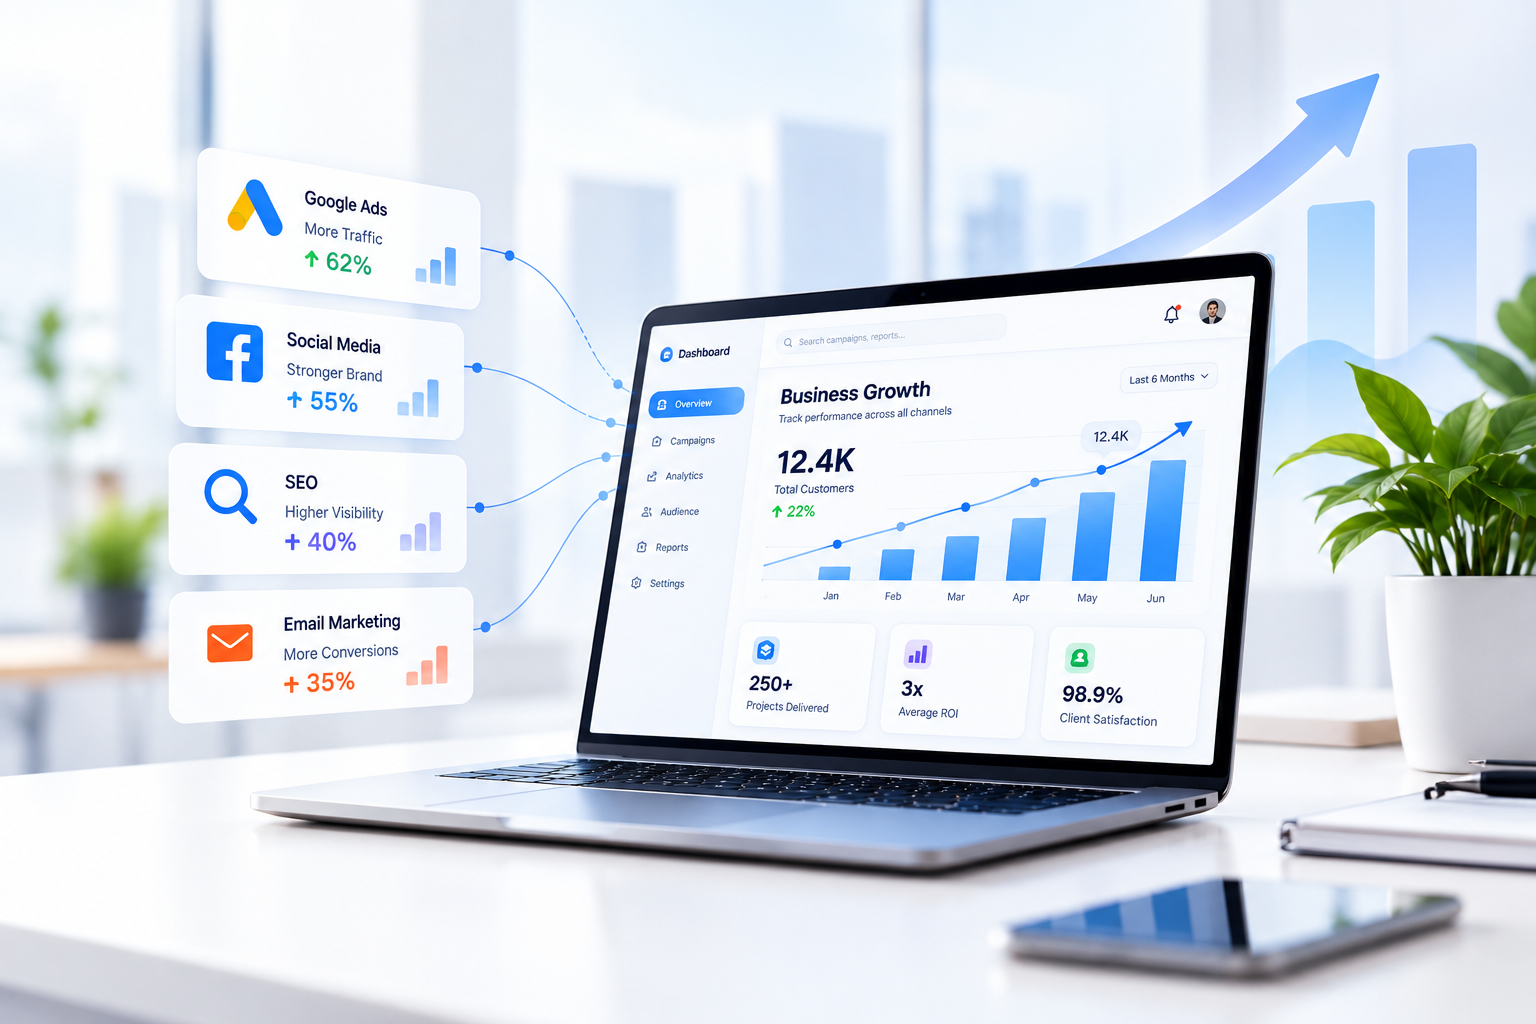 Google Ads
More Traffic
↑ 62%
Social Media
Stronger Brand
+ 55%
SEO
Higher Visibility
+ 40%
Email Marketing
More Conversions
+ 35%
Dashboard
Overview
Campaigns
Analytics
Audience
Reports
Settings
Search campaigns, reports...
Business Growth
Track performance across all channels
Last 6 Months
12.4K
Total Customers
↑ 22%
12.4K
Jan Feb Mar Apr May Jun
250+
Projects Delivered
3x
Average ROI
98.9%
Client Satisfaction